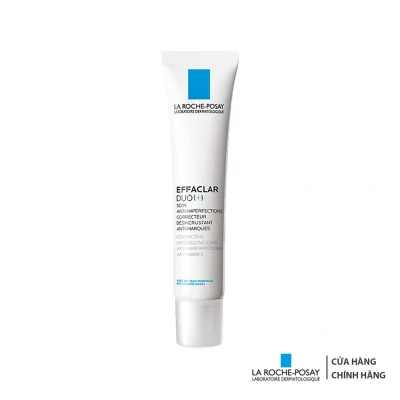 LA ROCHE-POSAY
LABORATOIRE DERMATOLOGIQUE
EFFACLAR
DUO(+)
SOIN
ANTI-IMPERFECTIONS
CORRECTEUR
DÉSINCRUSTANT
ANTI-MARQUES
LA ROCHE-POSAY
LABORATOIRE DERMATOLOGIQUE
CỬA HÀNG
CHÍNH HÃNG